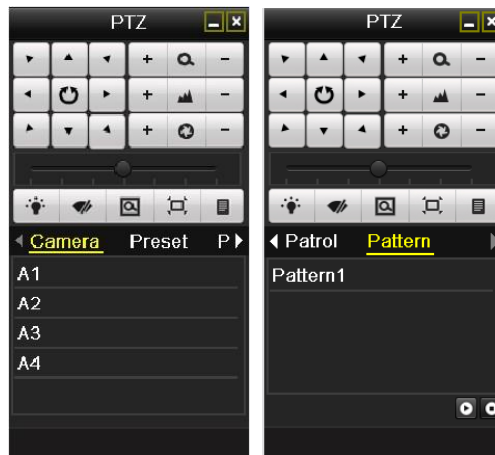 PTZ
Camera Preset P
A1
A2
A3
A4
PTZ
Patrol Pattern
Pattern1